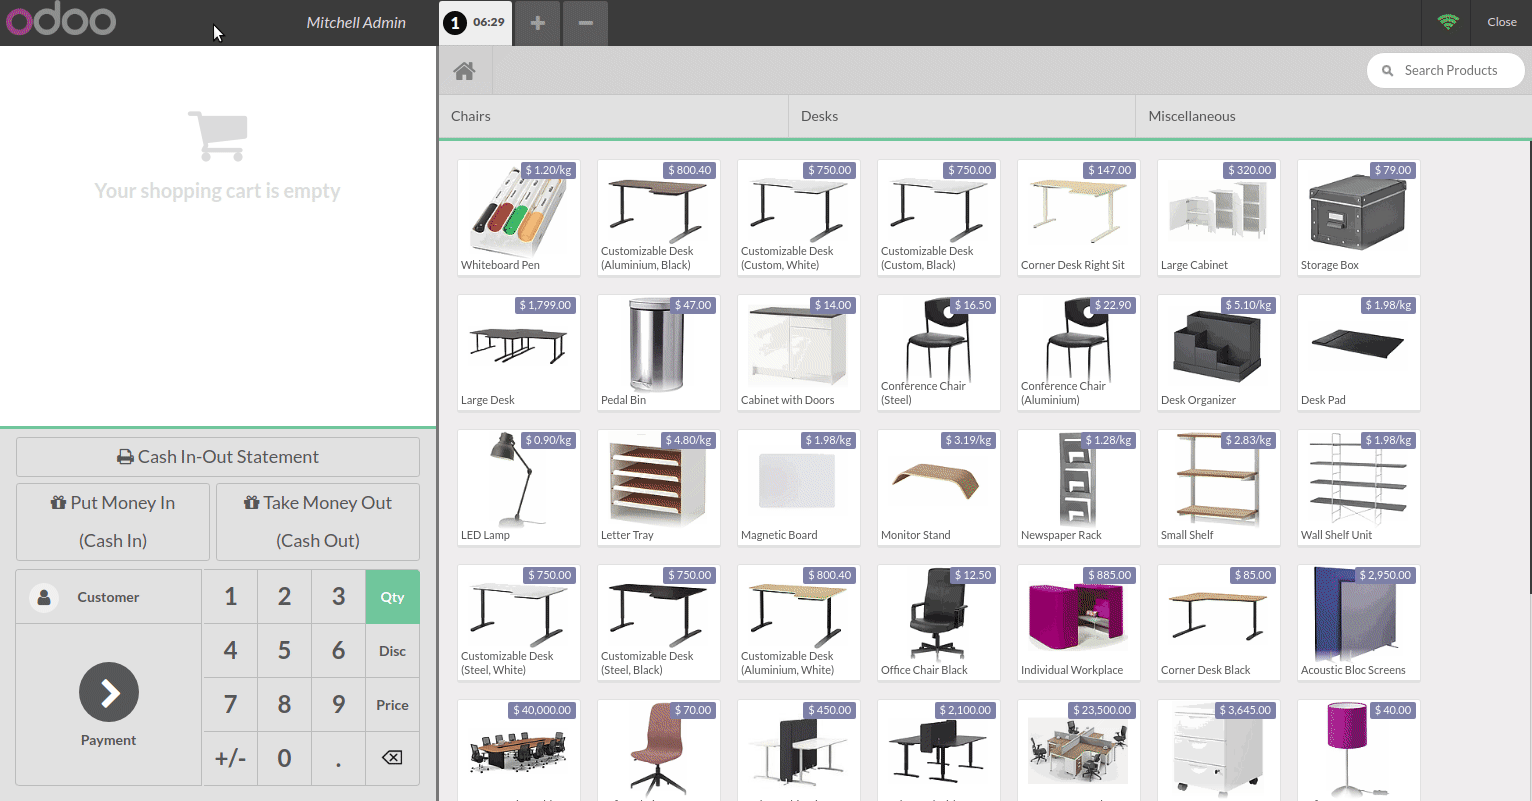 odoo
Mitchell Admin
1 06:29
Close
Search Products
Chairs
Desks
Miscellaneous
Your shopping cart is empty
$ 1.20/kg
Whiteboard Pen
$ 800.40
Customizable Desk
(Aluminium, Black)
$ 750.00
Customizable Desk
(Custom, White)
$ 750.00
Customizable Desk
(Custom, Black)
$ 147.00
Corner Desk Right Sit
$ 320.00
Large Cabinet
$ 79.00
Storage Box
$ 1,799.00
Large Desk
$ 47.00
Pedal Bin
$ 14.00
Cabinet with Doors
$ 16.50
Conference Chair
(Steel)
$ 22.90
Conference Chair
(Aluminium)
$ 5.10/kg
Desk Organizer
$ 1.98/kg
Desk Pad
$ 0.90/kg
LED Lamp
$ 4.80/kg
Letter Tray
$ 1.98/kg
Magnetic Board
$ 3.19/kg
Monitor Stand
$ 1.28/kg
Newspaper Rack
$ 2.83/kg
Small Shelf
$ 1.98/kg
Wall Shelf Unit
$ 750.00
Customizable Desk
(Steel, White)
$ 750.00
Customizable Desk
(Steel, Black)
$ 800.40
Customizable Desk
(Aluminium, White)
$ 12.50
Office Chair Black
$ 885.00
Individual Workplace
$ 85.00
Corner Desk Black
$ 2,950.00
Acoustic Bloc Screens
$ 40,000.00
$ 70.00
$ 450.00
$ 2,100.00
$ 23,500.00
$ 3,645.00
$ 40.00
Cash In-Out Statement
Put Money In
(Cash In)
Take Money Out
(Cash Out)
Customer
Payment
1 2 3 Qty
4 5 6 Disc
7 8 9 Price
+/- 0 .